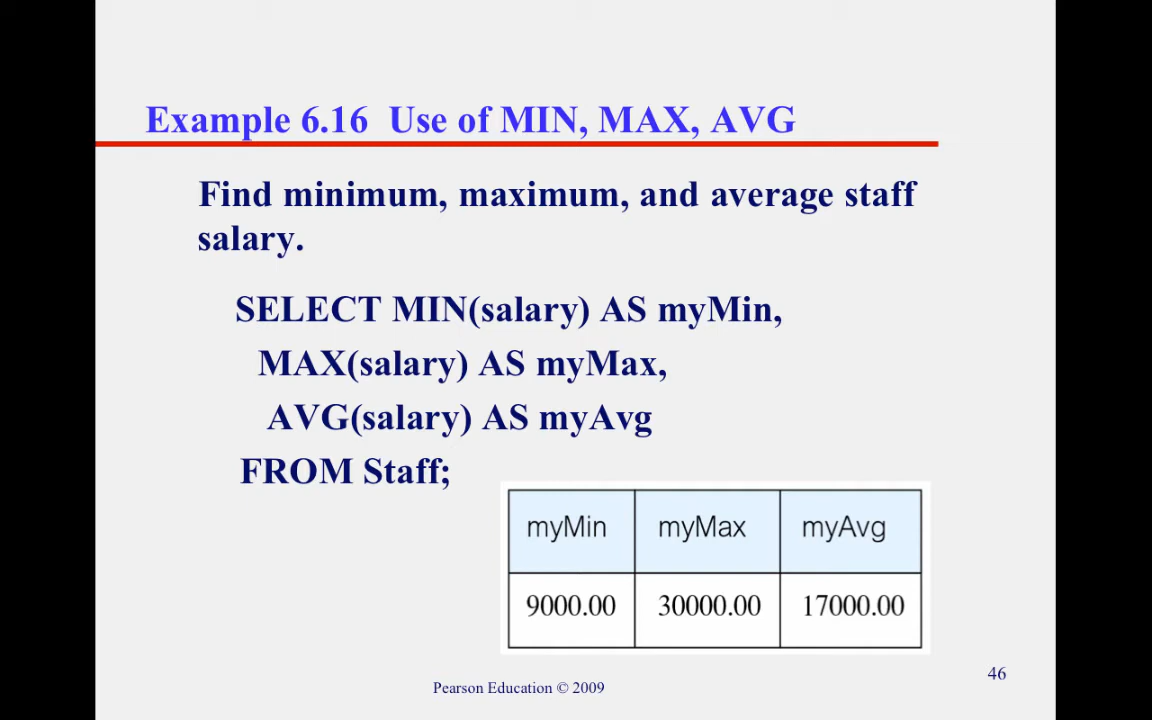 Example 6.16 Use of MIN, MAX, AVG
Find minimum, maximum, and average staff
salary.
SELECT MIN(salary) AS myMin,
MAX(salary) AS myMax,
AVG(salary) AS myAvg
FROM Staff;
myMin myMax myAvg
9000.00 30000.00 17000.00
46
Pearson Education © 2009